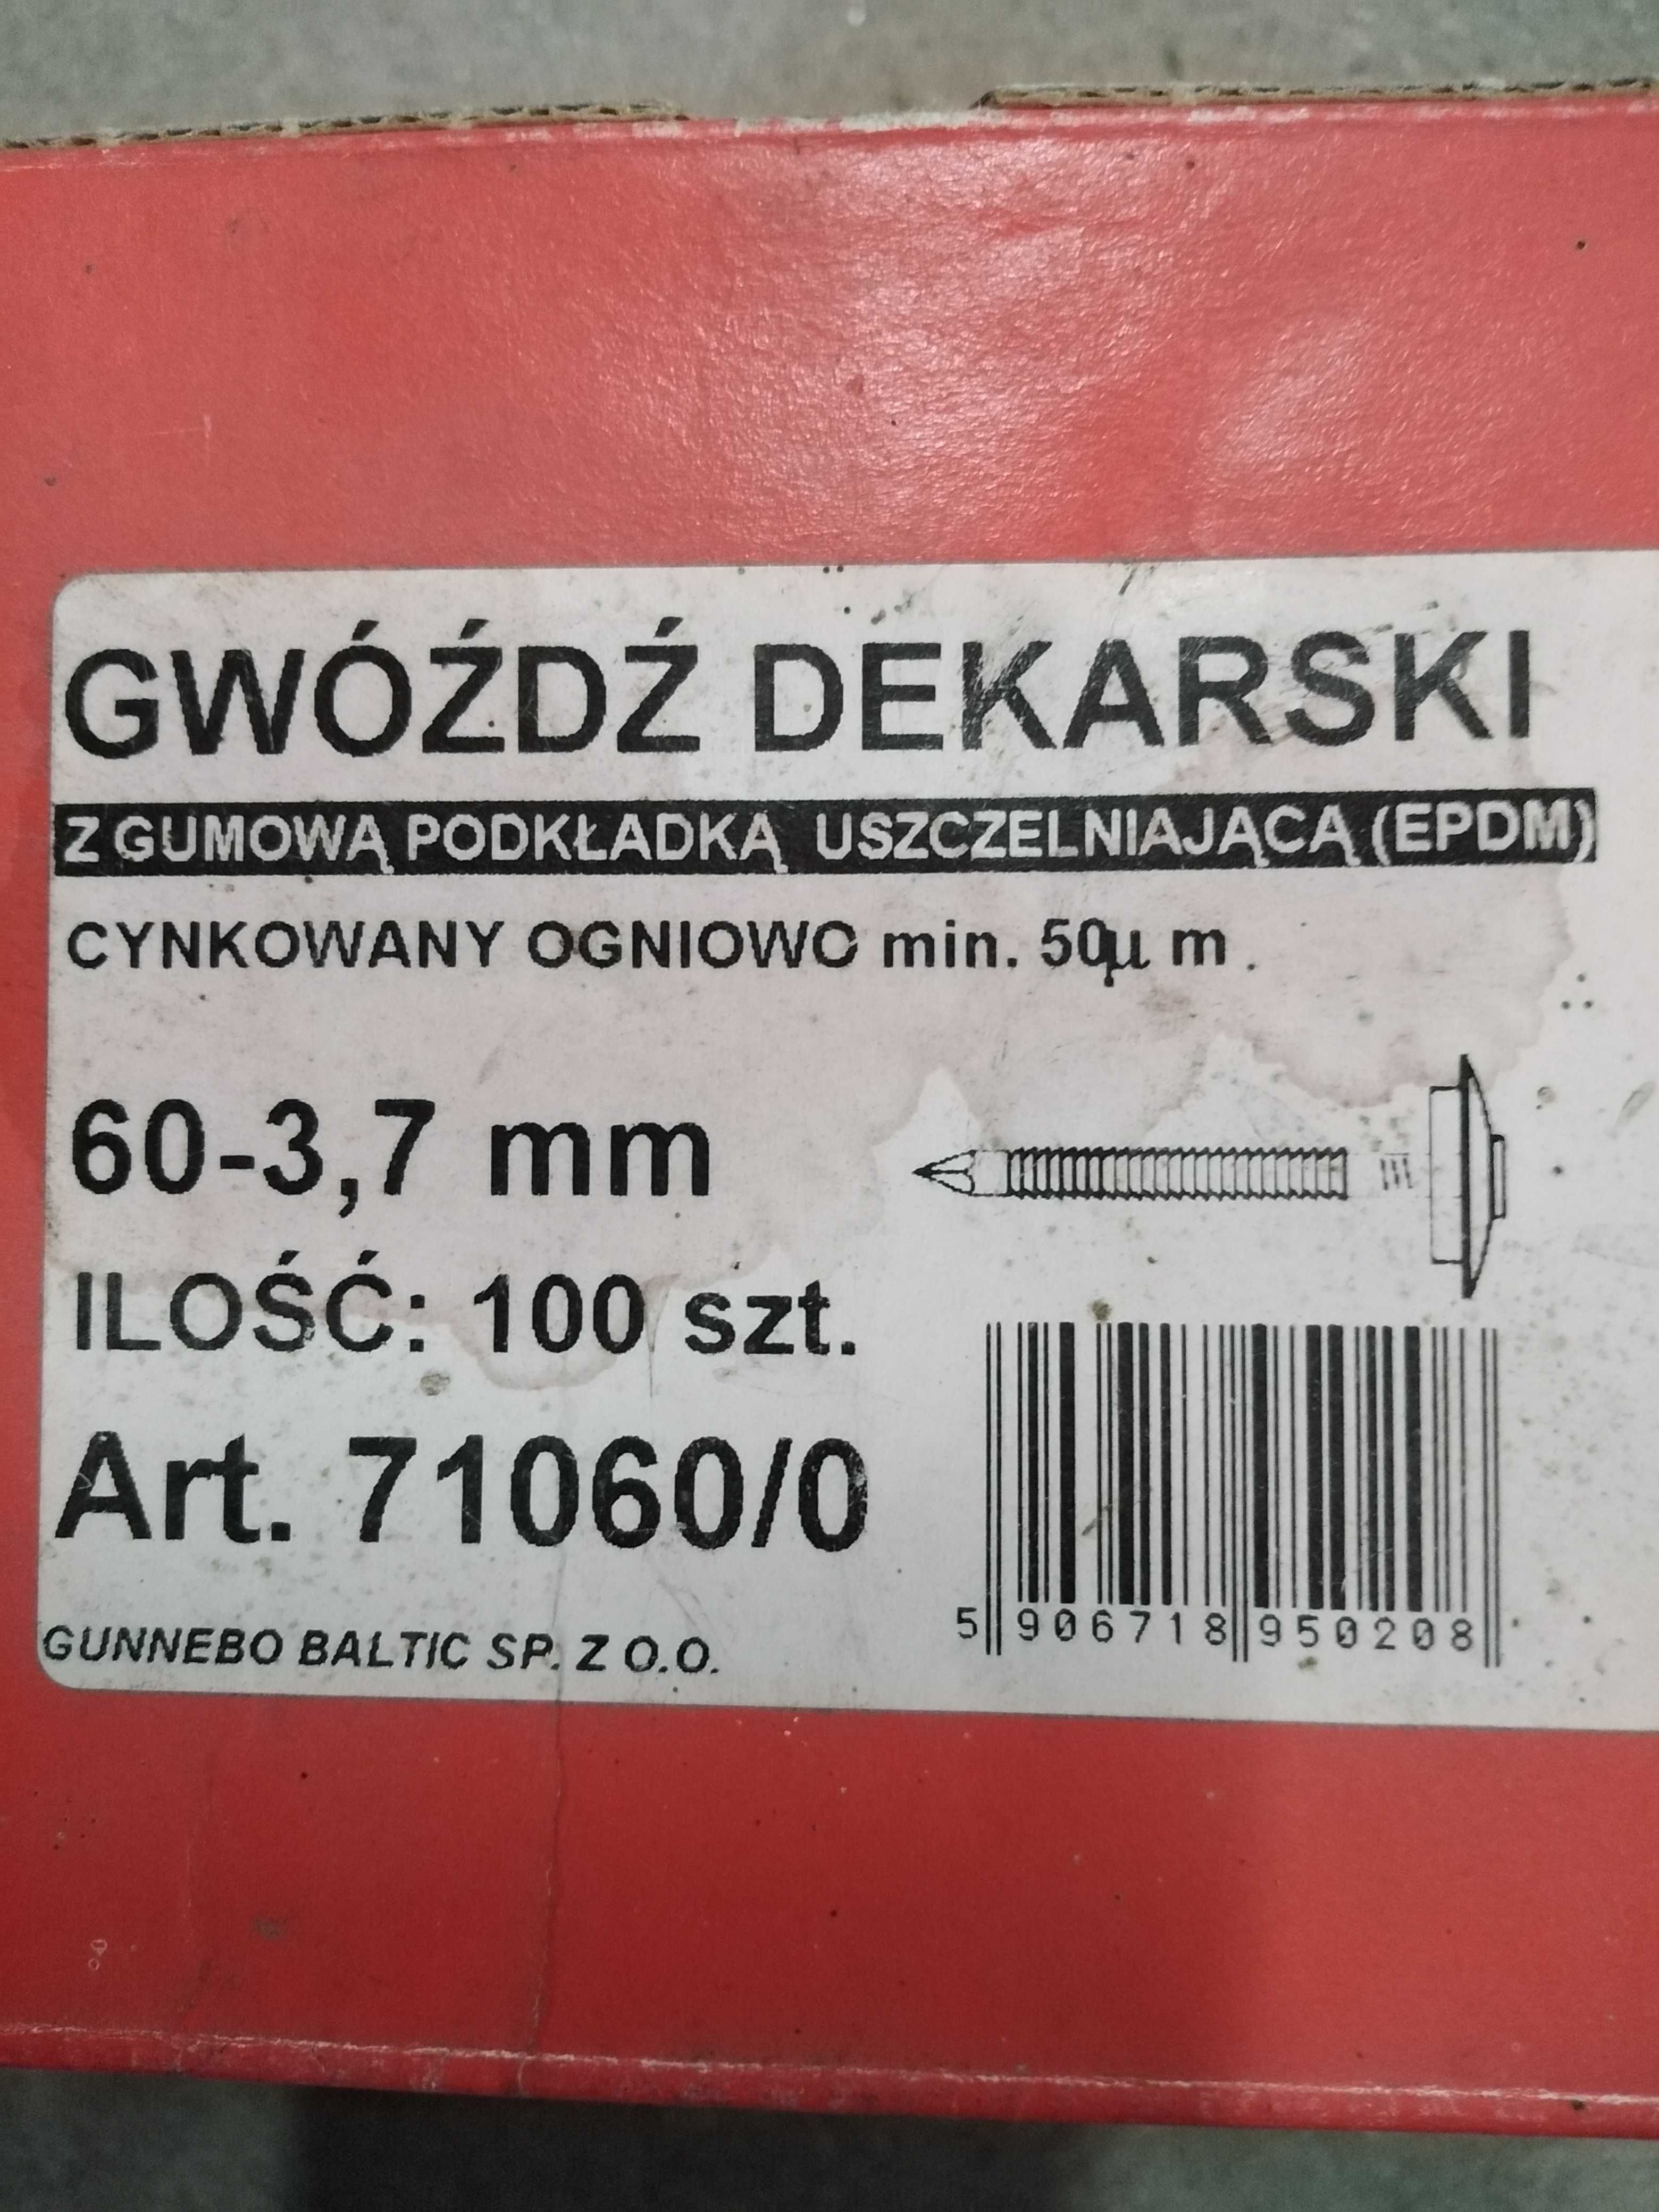 GWÓŹDŹ DEKARSKI
Z GUMOWĄ PODKŁADKĄ USZCZELNIAJĄCĄ (EPDM)
CYNKOWANY OGNIOWO min. 50µ m.
60-3,7 mm
ILOŚĆ: 100 szt.
Art. 71060/0
5 906718 950208
GUNNEBO BALTIC SP. Z O.O.